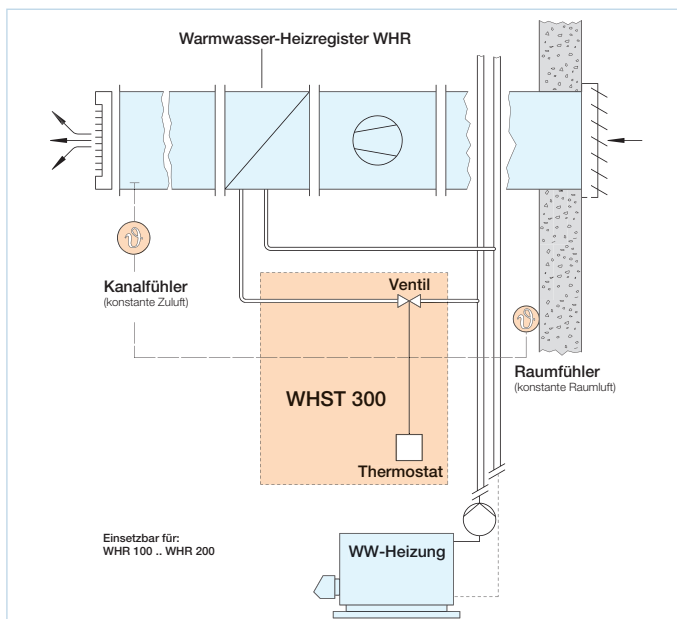 Warmwasser-Heizregister WHR
Kanalfühler
(konstante Zuluft)
Ventil
WHST 300
Raumfühler
(konstante Raumluft)
Thermostat
Einsetzbar für:
WHR 100 .. WHR 200
WW-Heizung
ϑ
ϑ